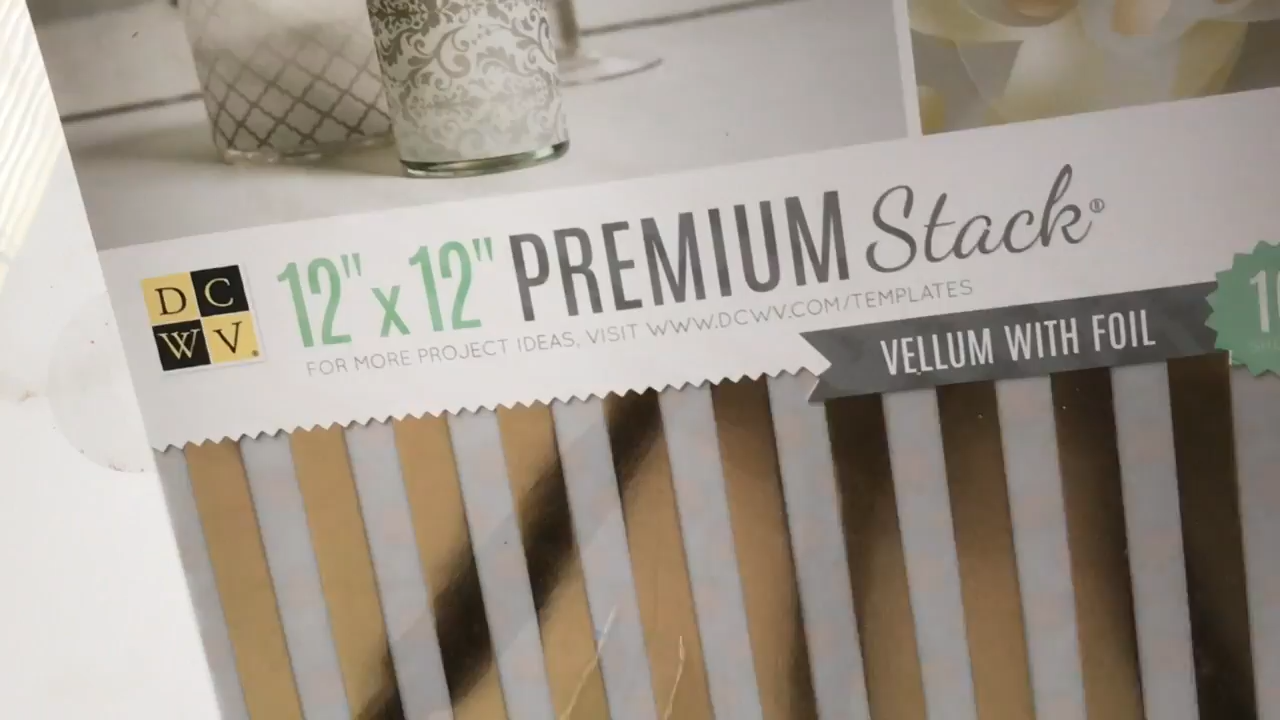 DC
WV®
12"x12" PREMIUM Stack®
FOR MORE PROJECT IDEAS, VISIT WWW.DCWV.COM/TEMPLATES
VELLUM WITH FOIL